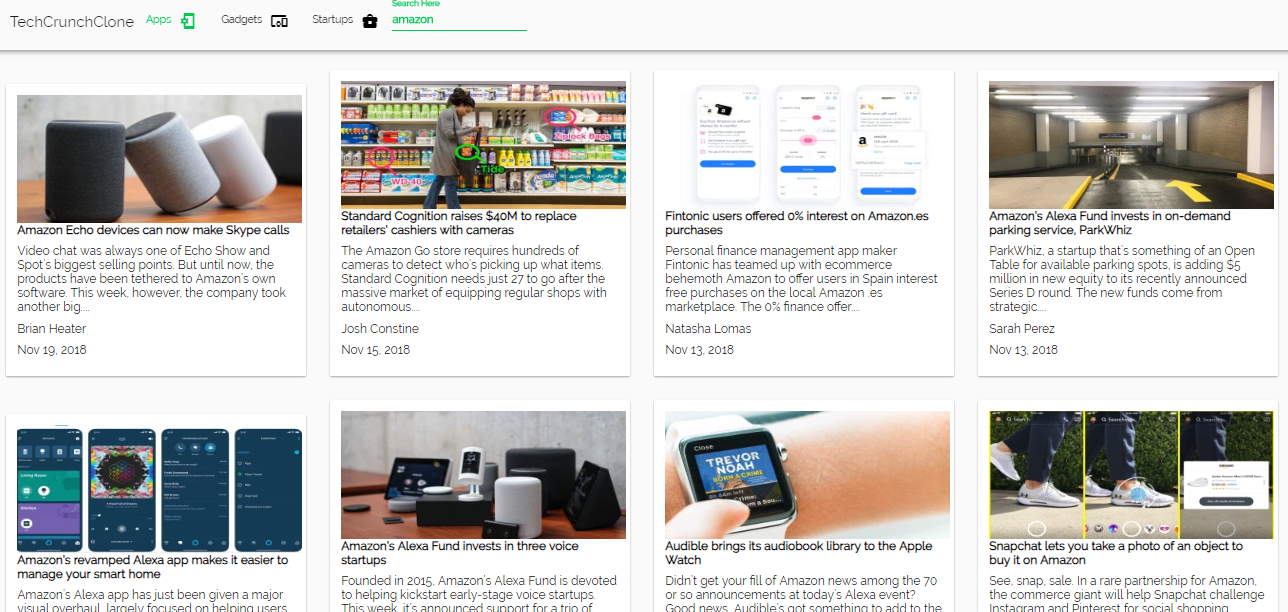 TechCrunchClone
Apps
Gadgets
Startups
Search Here
amazon
Amazon Echo devices can now make Skype calls
Video chat was always one of Echo Show and
Spot's biggest selling points. But until now, the
products have been tethered to Amazon's own
software. This week, however, the company took
another big....
Brian Heater
Nov 19, 2018
Ziplock Bags
Tide
WD-40
Standard Cognition raises $40M to replace
retailers' cashiers with cameras
The Amazon Go store requires hundreds of
cameras to detect who's picking up what items.
Standard Cognition needs just 27 to go after the
massive market of equipping regular shops with
autonomous....
Josh Constine
Nov 15, 2018
Fintonic users offered 0% interest on Amazon.es
purchases
Personal finance management app maker
Fintonic has teamed up with ecommerce
behemoth Amazon to offer users in Spain interest
free purchases on the local Amazon .es
marketplace. The 0% finance offer....
Natasha Lomas
Nov 13, 2018
Amazon's Alexa Fund invests in on-demand
parking service, ParkWhiz
ParkWhiz, a startup that's something of an Open
Table for available parking spots, is adding $5
million in new equity to its recently announced
Series D round. The new funds come from
strategic....
Sarah Perez
Nov 13, 2018
Living Room
Amazon's revamped Alexa app makes it easier to
manage your smart home
Amazon's Alexa app has just been given a major
visual overhaul, largely focused on helping users
Amazon's Alexa Fund invests in three voice
startups
Founded in 2015, Amazon's Alexa Fund is devoted
to helping kickstart early-stage voice startups.
This week, it's announced support for a trio of
Close
TREVOR
NOAH
BORN A CRIME
8h 44m left
Audible brings its audiobook library to the Apple
Watch
Didn't get your fill of Amazon news among the 70
or so announcements at today's Alexa event?
Good news, Audible's got something to add to the
Search
Search
Snapchat lets you take a photo of an object to
buy it on Amazon
See, snap, sale. In a rare partnership for Amazon,
the commerce giant will help Snapchat challenge
Instagram and Pinterest for social shopping